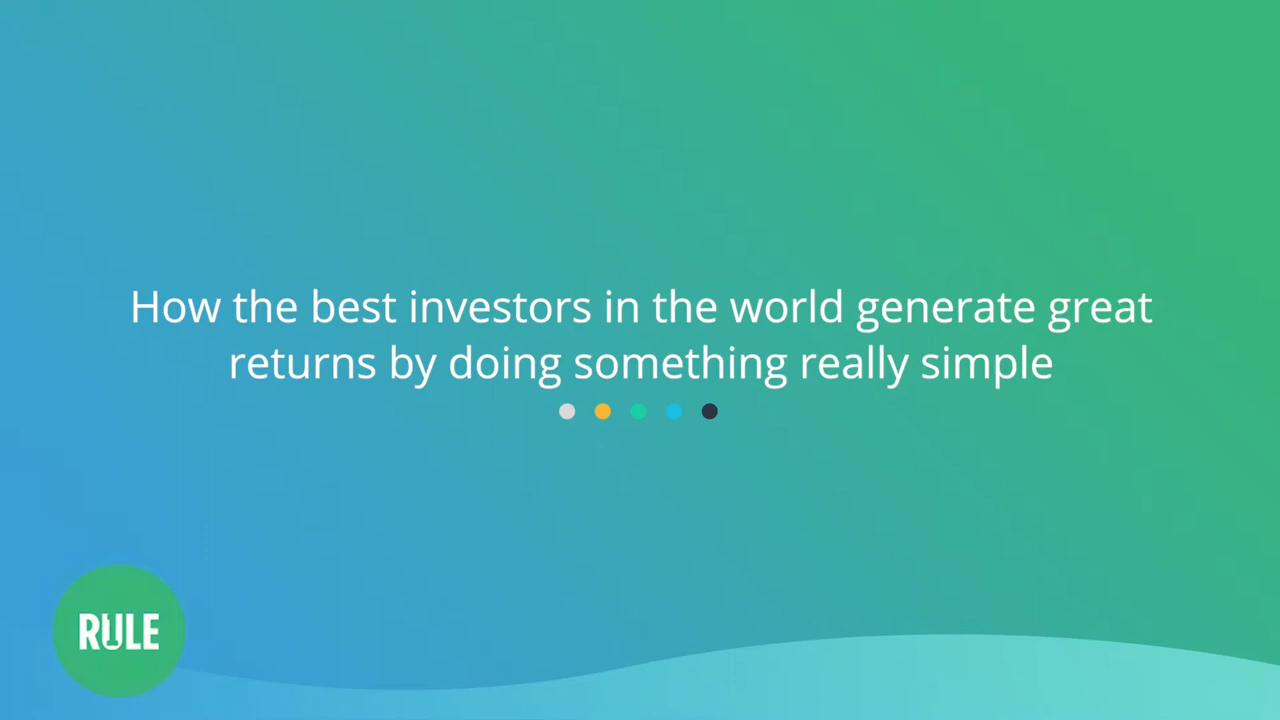 How the best investors in the world generate great
returns by doing something really simple
RULE